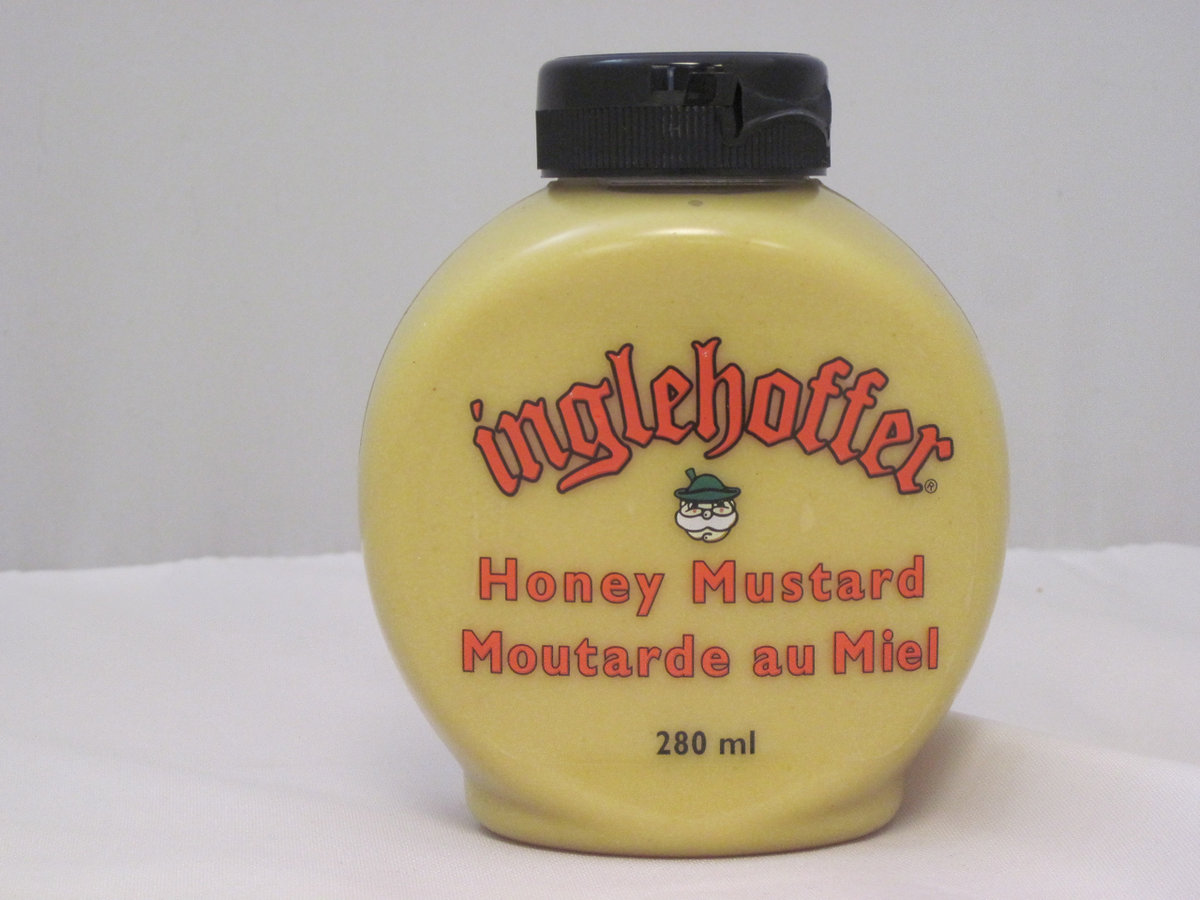 inglehoffer®
Honey Mustard
Moutarde au Miel
280 ml